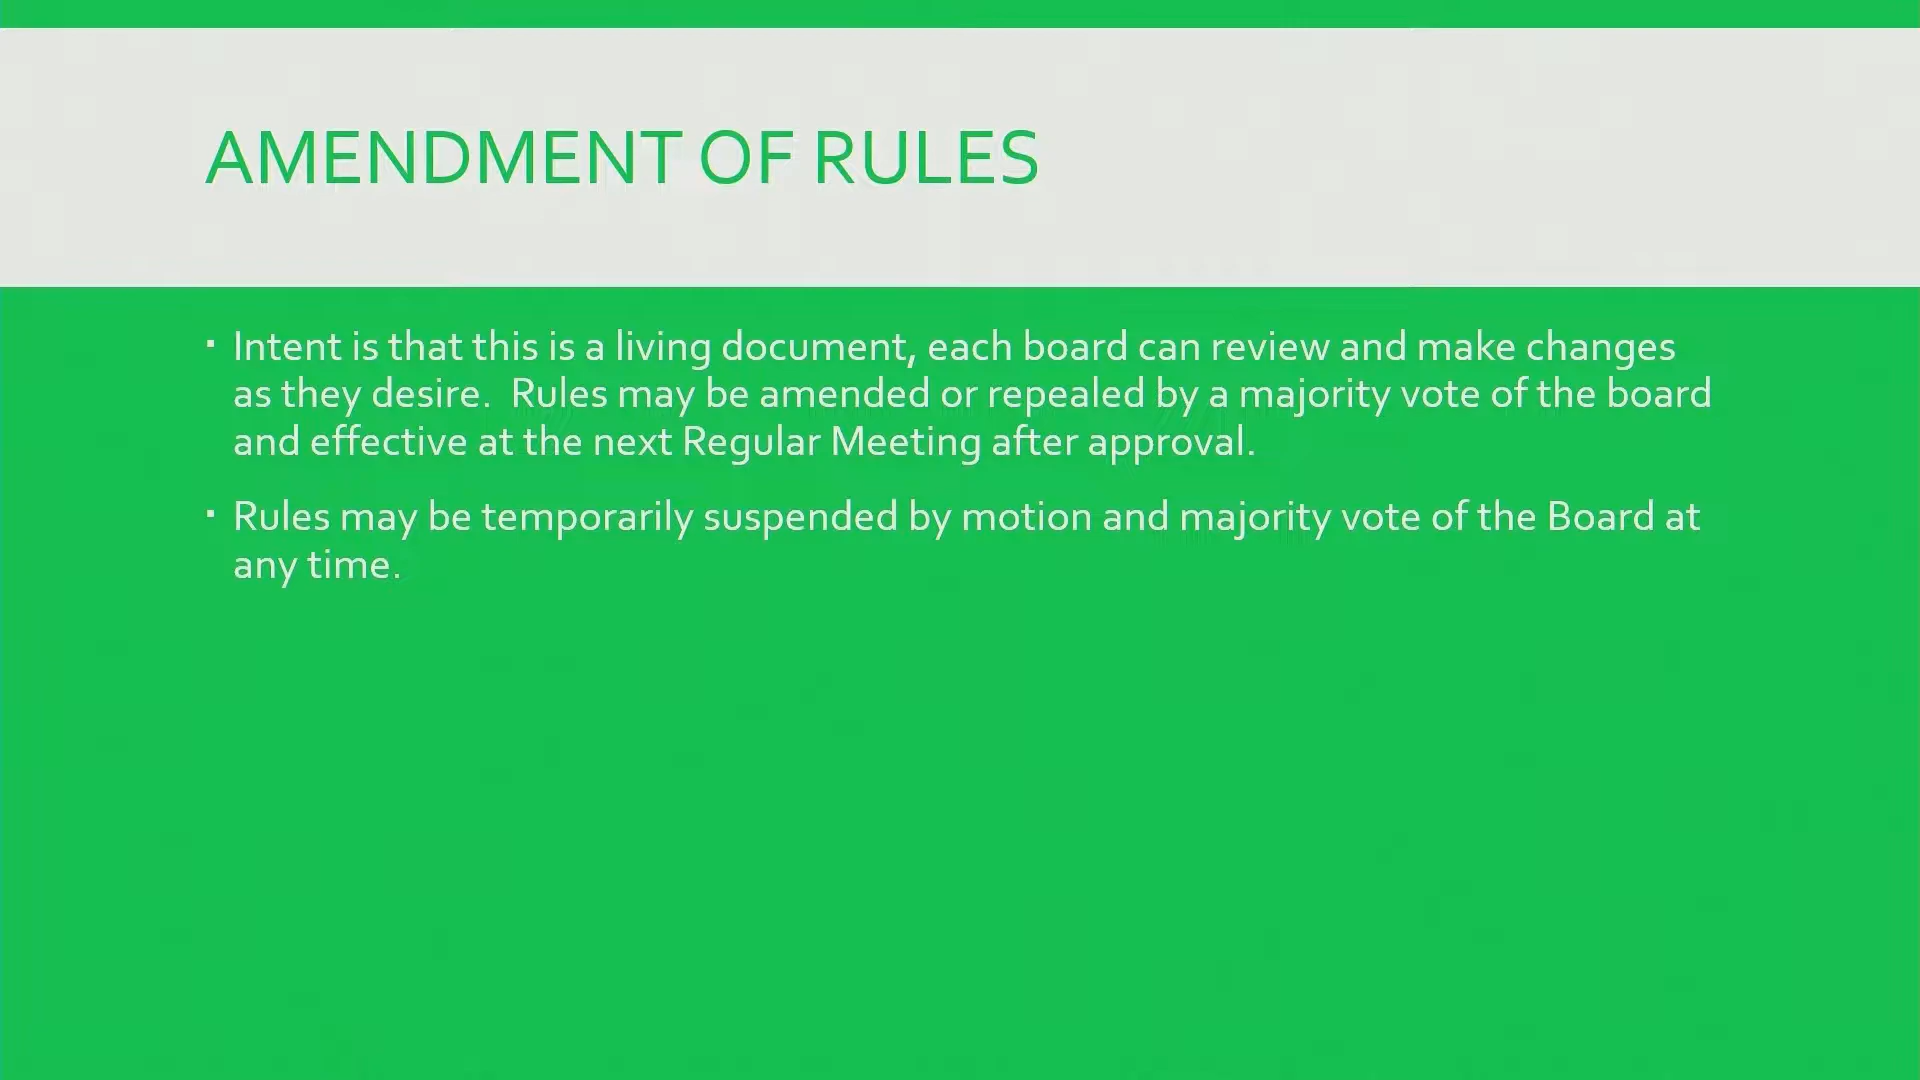 AMENDMENT OF RULES
▪ Intent is that this is a living document, each board can review and make changes
as they desire.  Rules may be amended or repealed by a majority vote of the board
and effective at the next Regular Meeting after approval.
▪ Rules may be temporarily suspended by motion and majority vote of the Board at
any time.